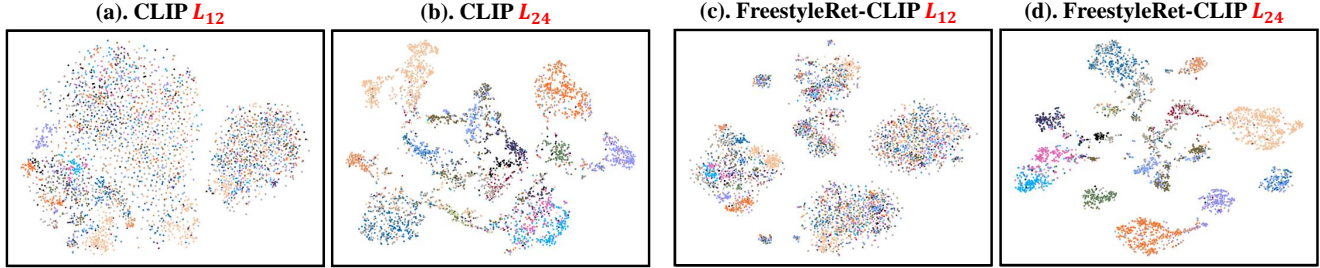 (a). CLIP L₁₂
(b). CLIP L₂₄
(c). FreestyleRet-CLIP L₁₂
(d). FreestyleRet-CLIP L₂₄